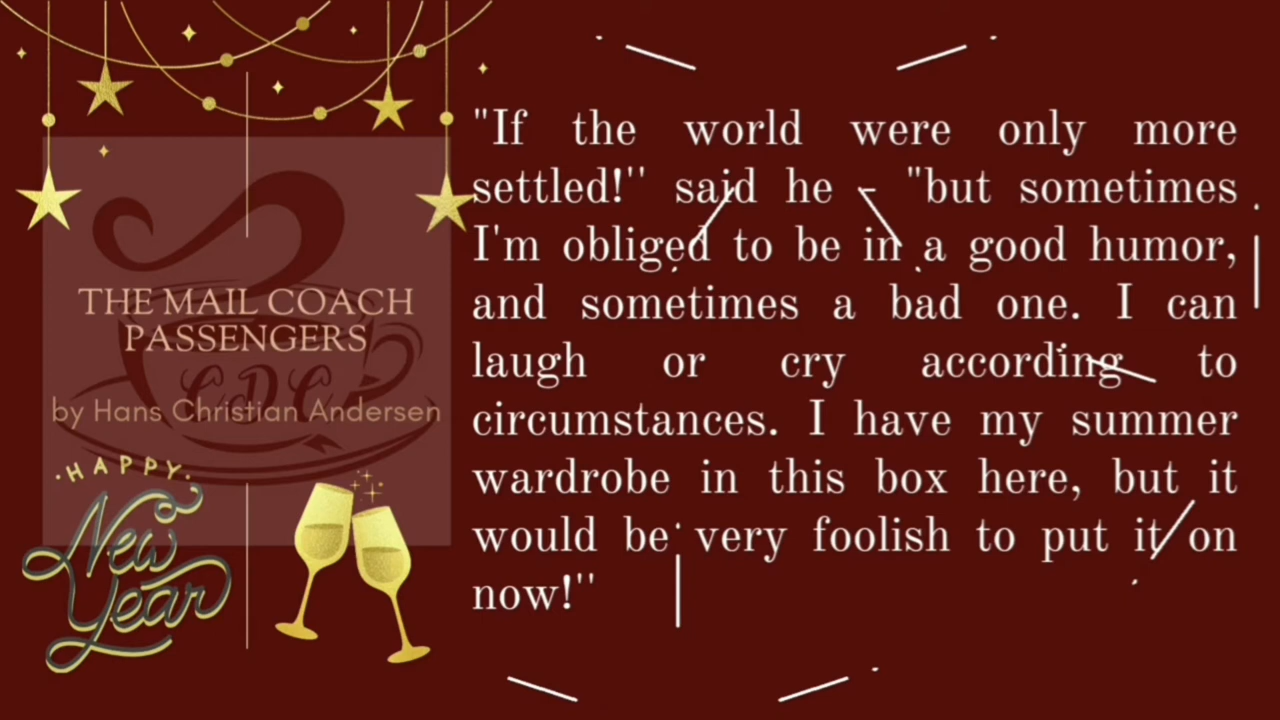 THE MAIL COACH
PASSENGERS
by Hans Christian Andersen
CDC
HAPPY
New
Year
"If the world were only more
settled!'' said he - "but sometimes
I'm obliged to be in a good humor,
and sometimes a bad one. I can
laugh or cry according to
circumstances. I have my summer
wardrobe in this box here, but it
would be very foolish to put it on
now!''